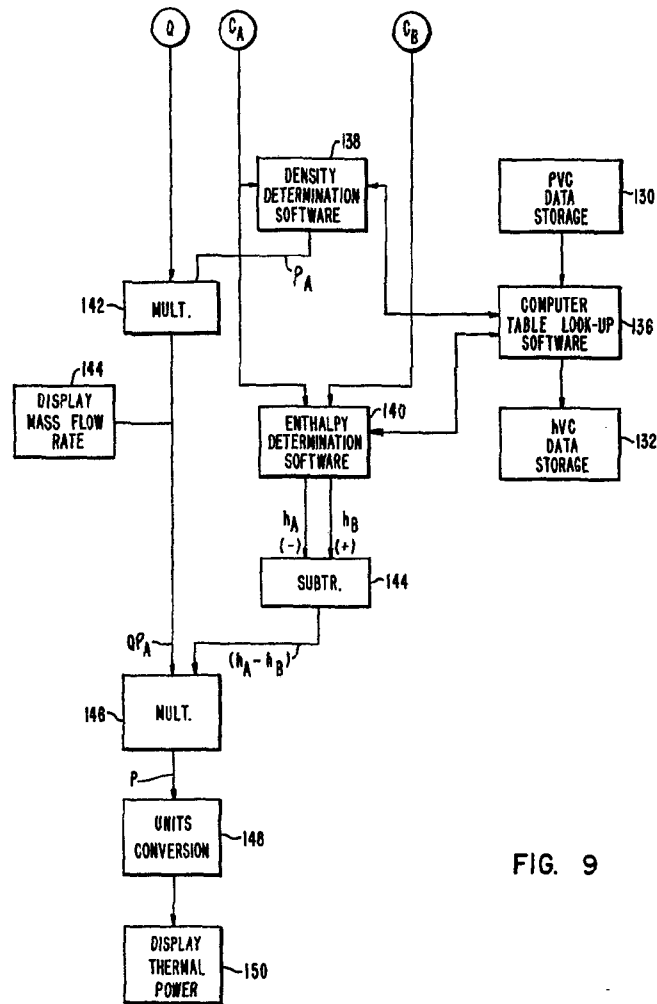 Q
C_A
C_B
138
DENSITY
DETERMINATION
SOFTWARE
ρVC
DATA
STORAGE
130
ρ_A
142
MULT.
COMPUTER
TABLE LOOK-UP
SOFTWARE
136
144
DISPLAY
MASS FLOW
RATE
140
ENTHALPY
DETERMINATION
SOFTWARE
hVC
DATA
STORAGE
132
h_A
(-)
h_B
(+)
SUBTR.
144
Qρ_A
(h_A - h_B)
146
MULT.
P
UNITS
CONVERSION
148
FIG. 9
DISPLAY
THERMAL
POWER
150